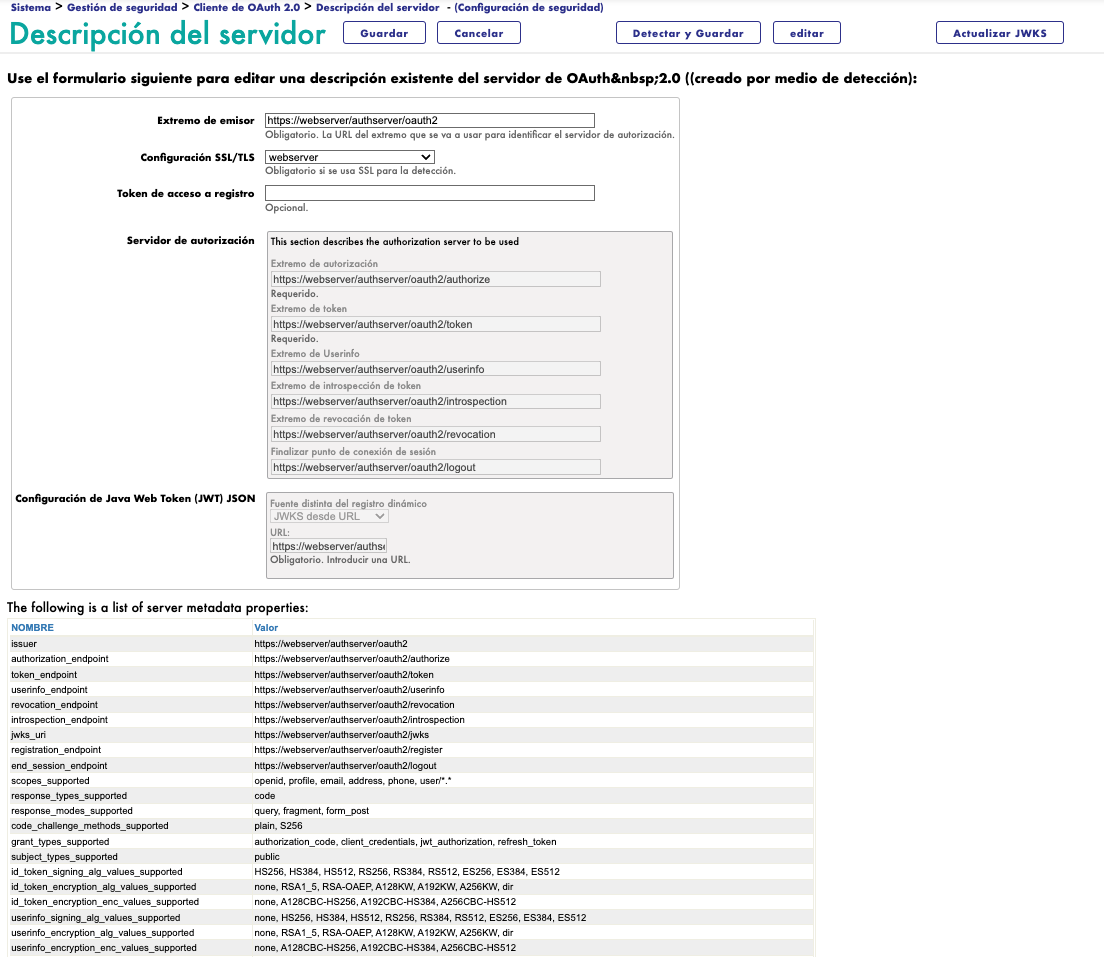 Sistema > Gestión de seguridad > Cliente de OAuth 2.0 > Descripción del servidor - (Configuración de seguridad)
Descripción del servidor Guardar Cancelar Detectar y Guardar editar Actualizar JWKS
Use el formulario siguiente para editar una descripción existente del servidor de OAuth&nbsp;2.0 ((creado por medio de detección):
Extremo de emisor https://webserver/authserver/oauth2
Obligatorio. La URL del extremo que se va a usar para identificar el servidor de autorización.
Configuración SSL/TLS webserver
Obligatorio si se usa SSL para la detección.
Token de acceso a registro
Opcional.
Servidor de autorización This section describes the authorization server to be used
Extremo de autorización
https://webserver/authserver/oauth2/authorize
Requerido.
Extremo de token
https://webserver/authserver/oauth2/token
Requerido.
Extremo de Userinfo
https://webserver/authserver/oauth2/userinfo
Extremo de introspección de token
https://webserver/authserver/oauth2/introspection
Extremo de revocación de token
https://webserver/authserver/oauth2/revocation
Finalizar punto de conexión de sesión
https://webserver/authserver/oauth2/logout
Configuración de Java Web Token (JWT) JSON Fuente distinta del registro dinámico
JWKS desde URL
URL:
https://webserver/authse
Obligatorio. Introducir una URL.
The following is a list of server metadata properties:
NOMBRE Valor
issuer https://webserver/authserver/oauth2
authorization_endpoint https://webserver/authserver/oauth2/authorize
token_endpoint https://webserver/authserver/oauth2/token
userinfo_endpoint https://webserver/authserver/oauth2/userinfo
revocation_endpoint https://webserver/authserver/oauth2/revocation
introspection_endpoint https://webserver/authserver/oauth2/introspection
jwks_uri https://webserver/authserver/oauth2/jwks
registration_endpoint https://webserver/authserver/oauth2/register
end_session_endpoint https://webserver/authserver/oauth2/logout
scopes_supported openid, profile, email, address, phone, user/*.*
response_types_supported code
response_modes_supported query, fragment, form_post
code_challenge_methods_supported plain, S256
grant_types_supported authorization_code, client_credentials, jwt_authorization, refresh_token
subject_types_supported public
id_token_signing_alg_values_supported HS256, HS384, HS512, RS256, RS384, RS512, ES256, ES384, ES512
id_token_encryption_alg_values_supported none, RSA1_5, RSA-OAEP, A128KW, A192KW, A256KW, dir
id_token_encryption_enc_values_supported none, A128CBC-HS256, A192CBC-HS384, A256CBC-HS512
userinfo_signing_alg_values_supported none, HS256, HS384, HS512, RS256, RS384, RS512, ES256, ES384, ES512
userinfo_encryption_alg_values_supported none, RSA1_5, RSA-OAEP, A128KW, A192KW, A256KW, dir
userinfo_encryption_enc_values_supported none, A128CBC-HS256, A192CBC-HS384, A256CBC-HS512